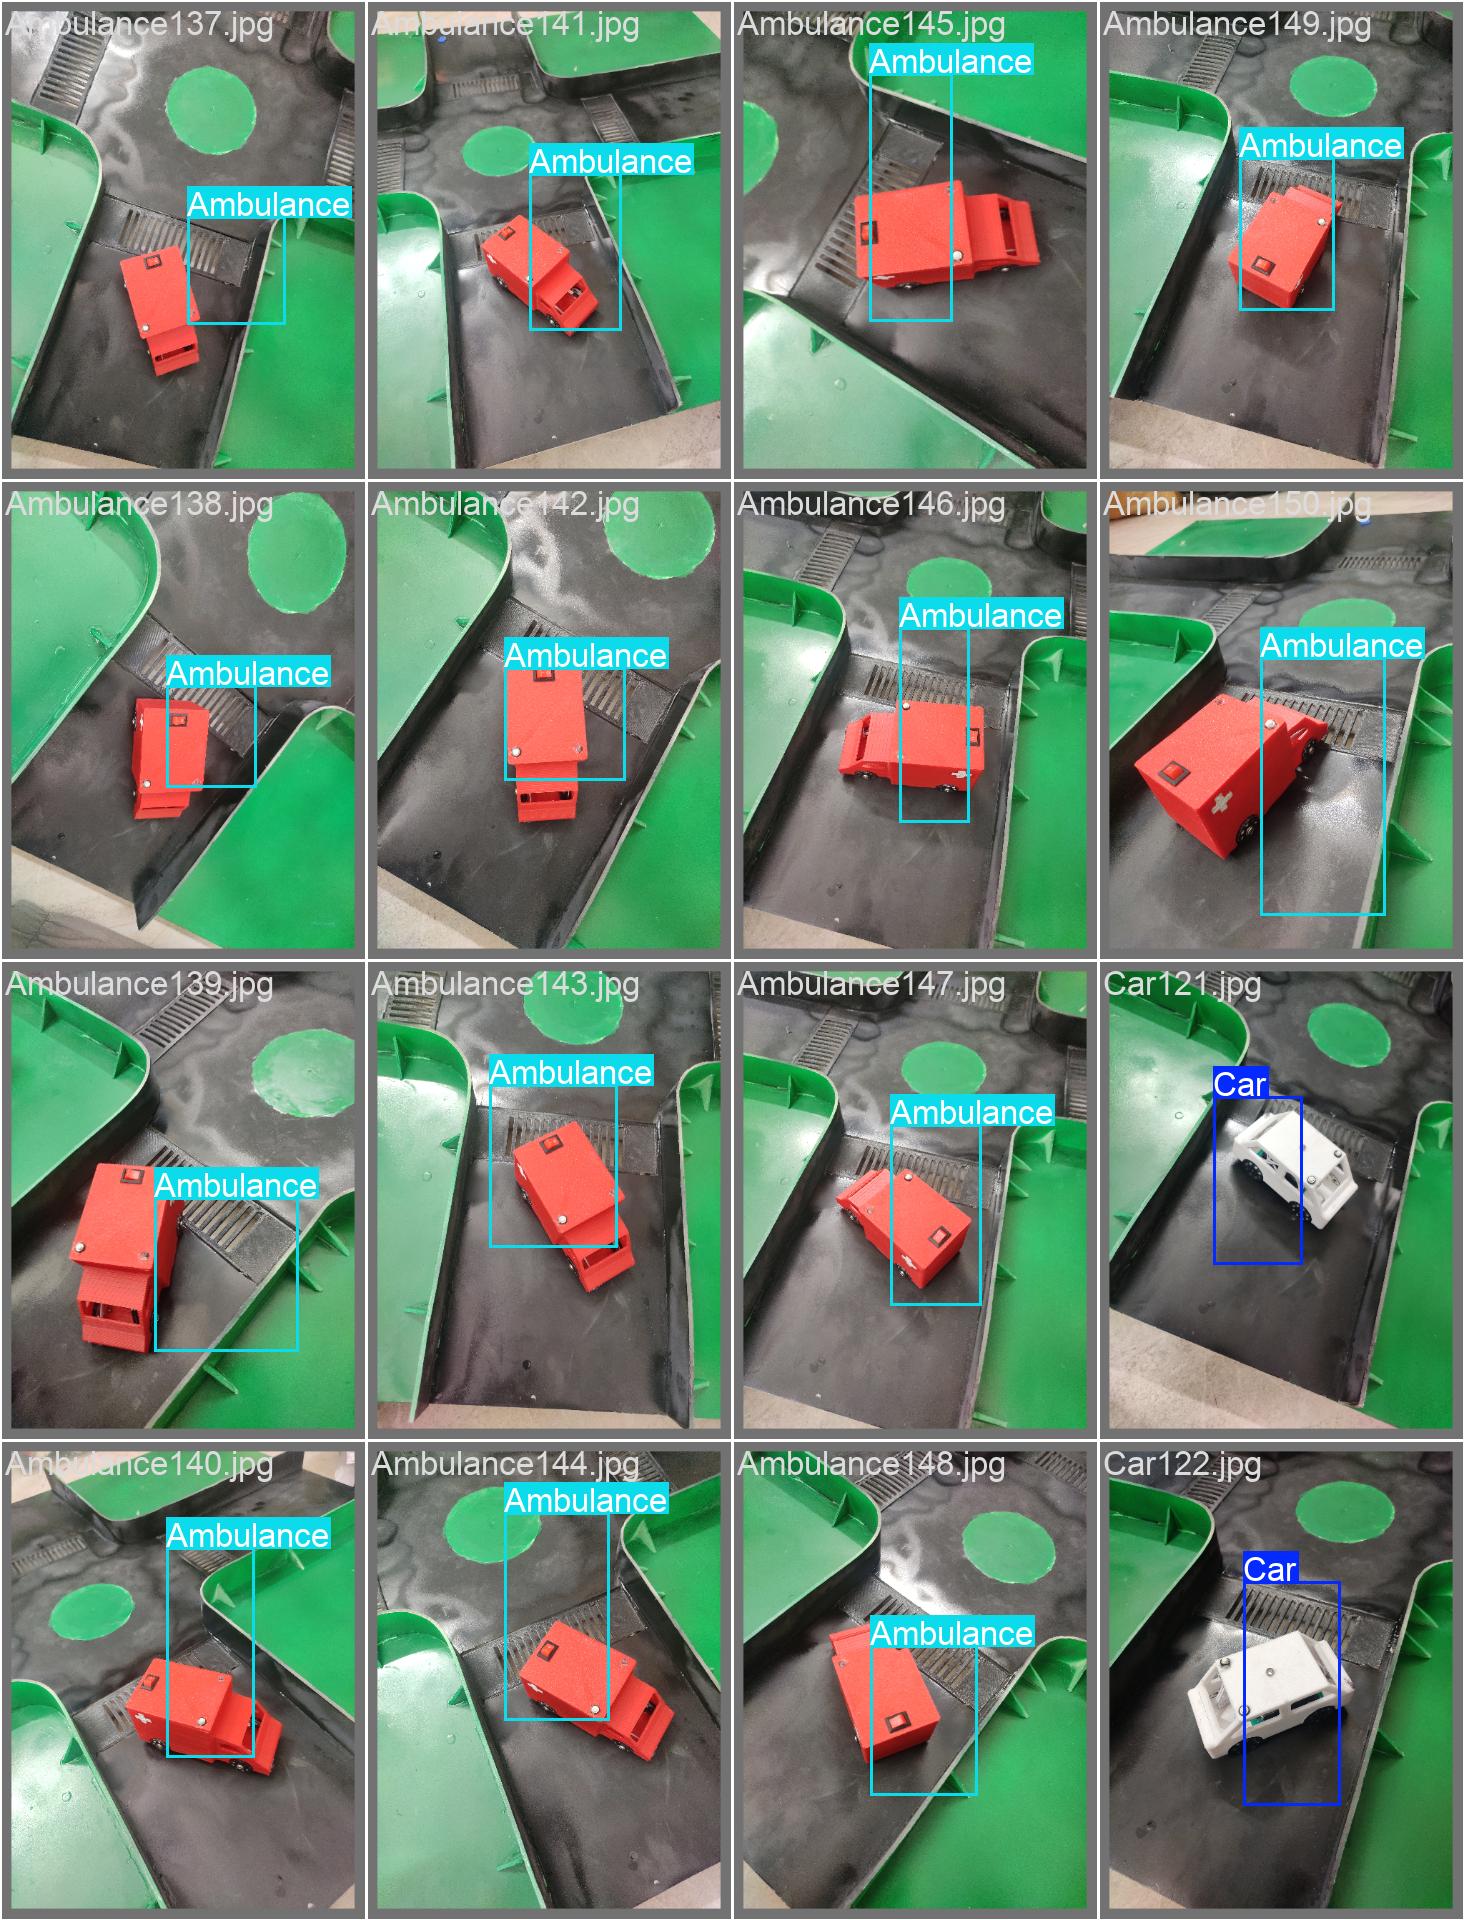 Ambulance137.jpg
Ambulance
Ambulance141.jpg
Ambulance
Ambulance145.jpg
Ambulance
Ambulance149.jpg
Ambulance
Ambulance138.jpg
Ambulance
Ambulance142.jpg
Ambulance
Ambulance146.jpg
Ambulance
Ambulance150.jpg
Ambulance
Ambulance139.jpg
Ambulance
Ambulance143.jpg
Ambulance
Ambulance147.jpg
Ambulance
Car121.jpg
Car
Ambulance140.jpg
Ambulance
Ambulance144.jpg
Ambulance
Ambulance148.jpg
Ambulance
Car122.jpg
Car